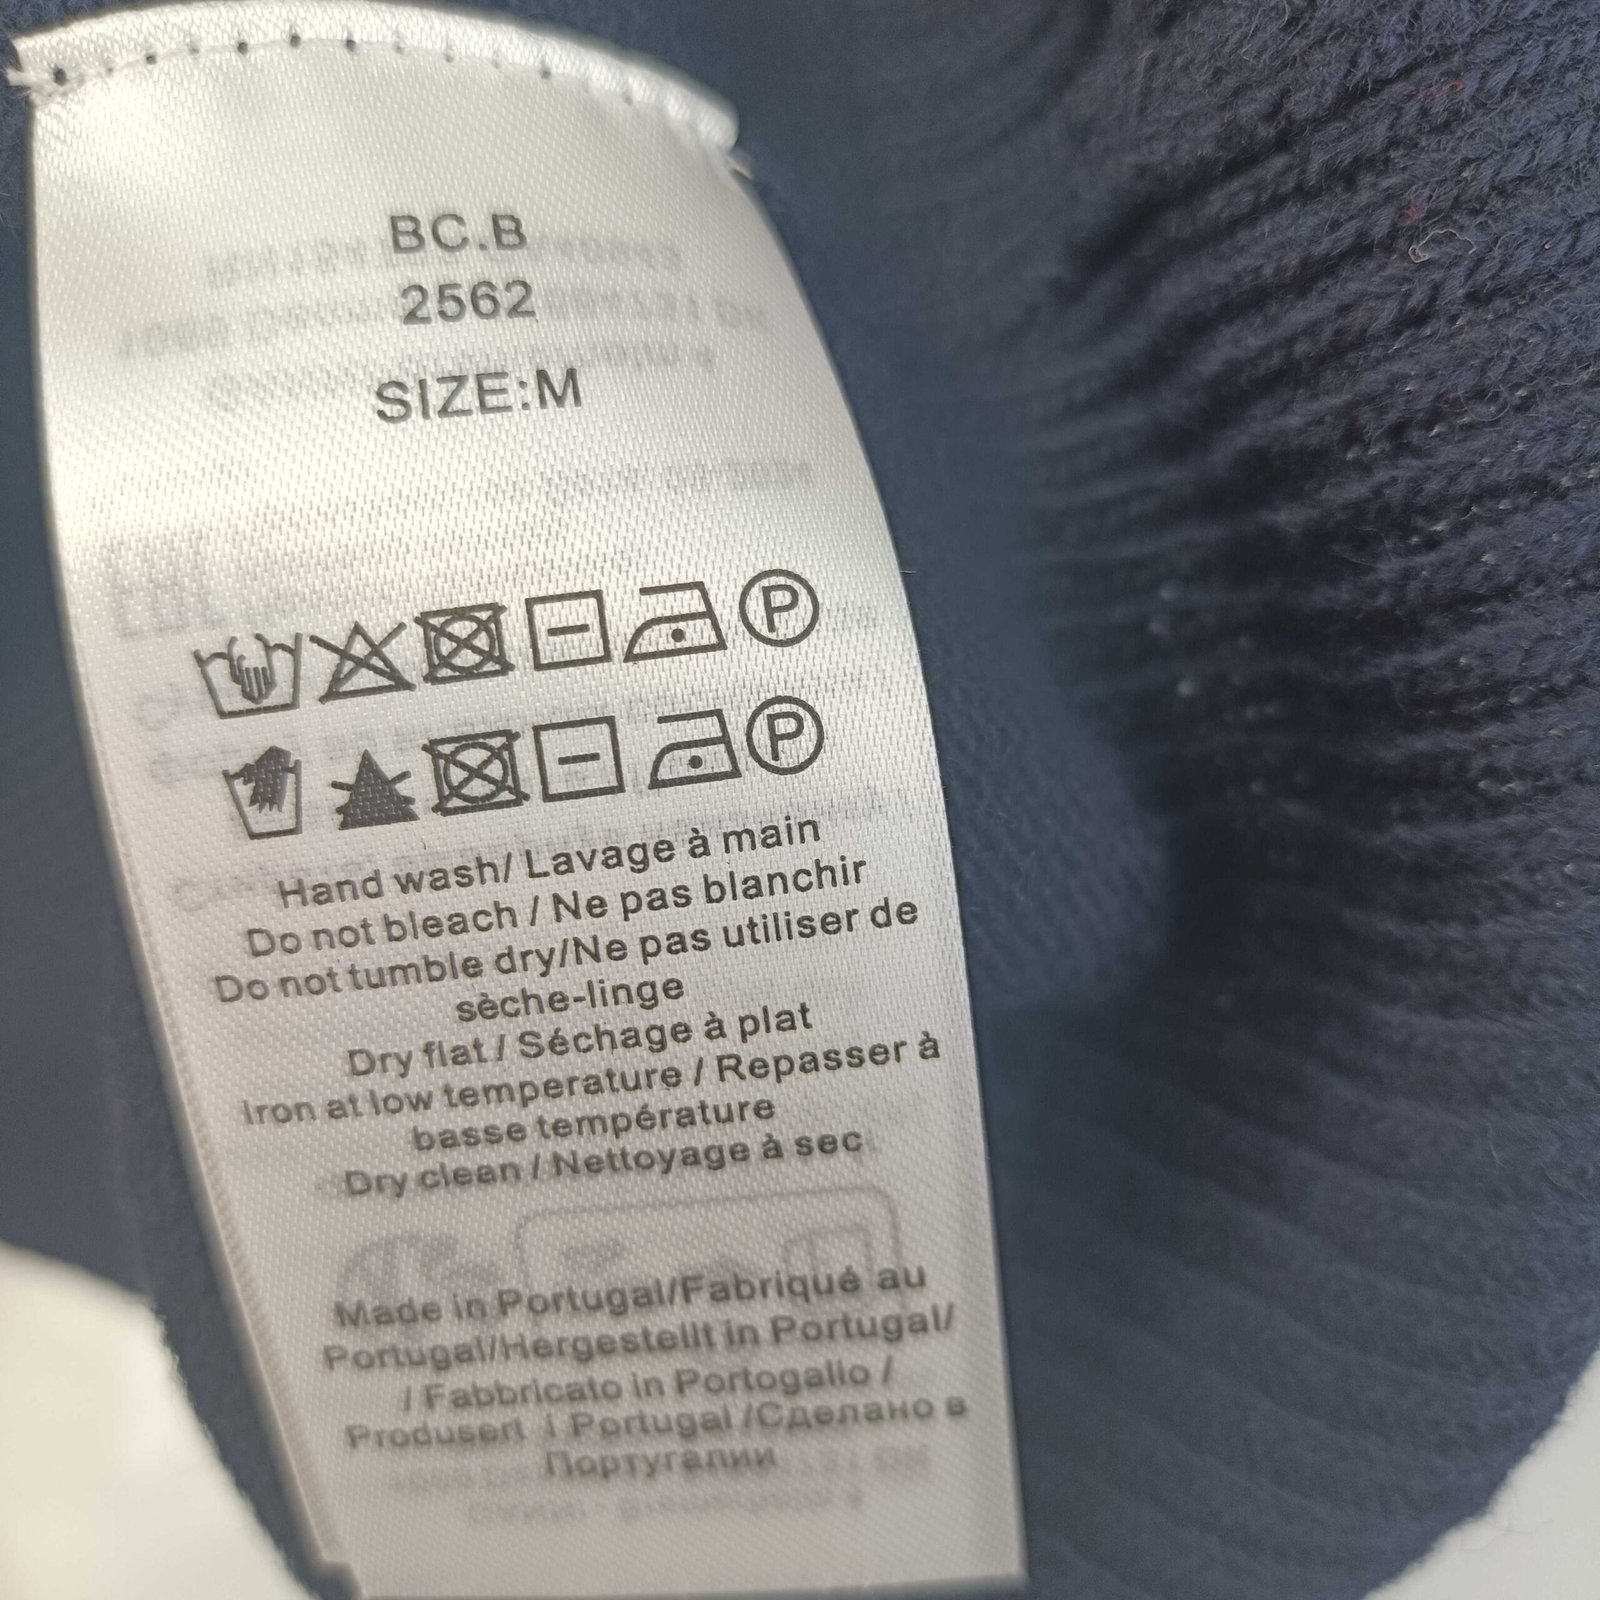 BC.B
2562
SIZE:M
P
P
Hand wash/ Lavage à main
Do not bleach / Ne pas blanchir
Do not tumble dry/Ne pas utiliser de
sèche-linge
Dry flat / Séchage à plat
Iron at low temperature / Repasser à
basse température
Dry clean / Nettoyage à sec
Made in Portugal/Fabriqué au
Portugal/Hergestellt in Portugal/
/ Fabbricato in Portogallo /
Produsert i Portugal /Сделано в
Португалии